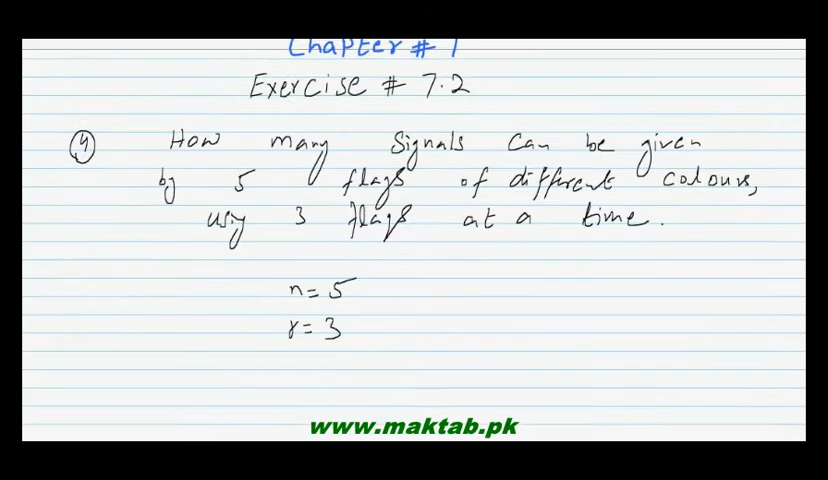 Chapter # 7
Exercise # 7.2
④ How many Signals can be given
by 5 flags of different colours,
using 3 flags at a time.
n = 5
r = 3
www.maktab.pk